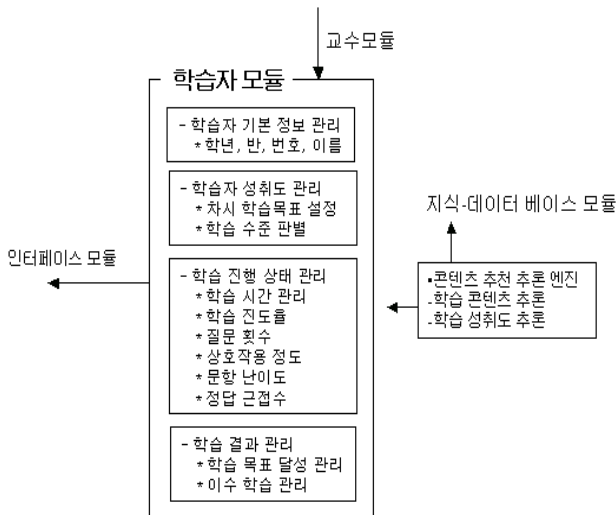 교수모듈
학습자 모듈
- 학습자 기본 정보 관리
* 학년, 반, 번호, 이름
- 학습자 성취도 관리
* 차시 학습목표 설정
* 학습 수준 판별
- 학습 진행 상태 관리
* 학습 시간 관리
* 학습 진도율
* 질문 횟수
* 상호작용 정도
* 문항 난이도
* 정답 근접수
- 학습 결과 관리
* 학습 목표 달성 관리
* 이수 학습 관리
인터페이스 모듈
지식-데이터 베이스 모듈
▪콘텐츠 추천 추론 엔진
-학습 콘텐츠 추론
-학습 성취도 추론